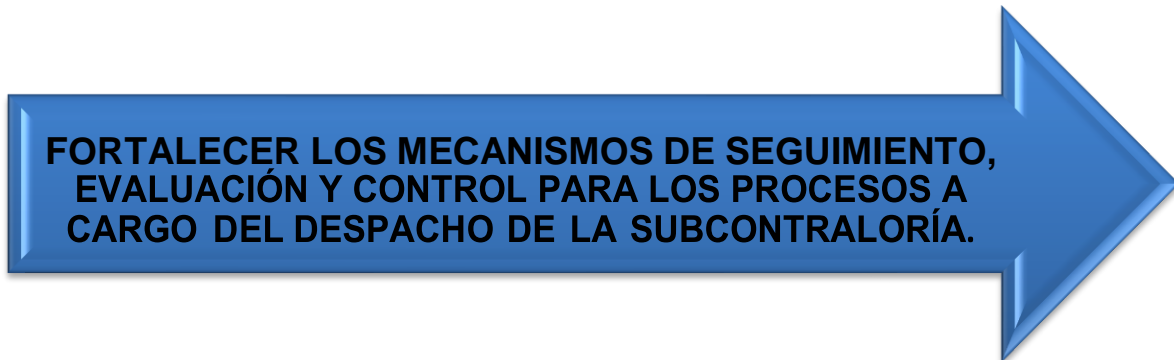 FORTALECER LOS MECANISMOS DE SEGUIMIENTO,
EVALUACIÓN Y CONTROL PARA LOS PROCESOS A
CARGO DEL DESPACHO DE LA SUBCONTRALORÍA.